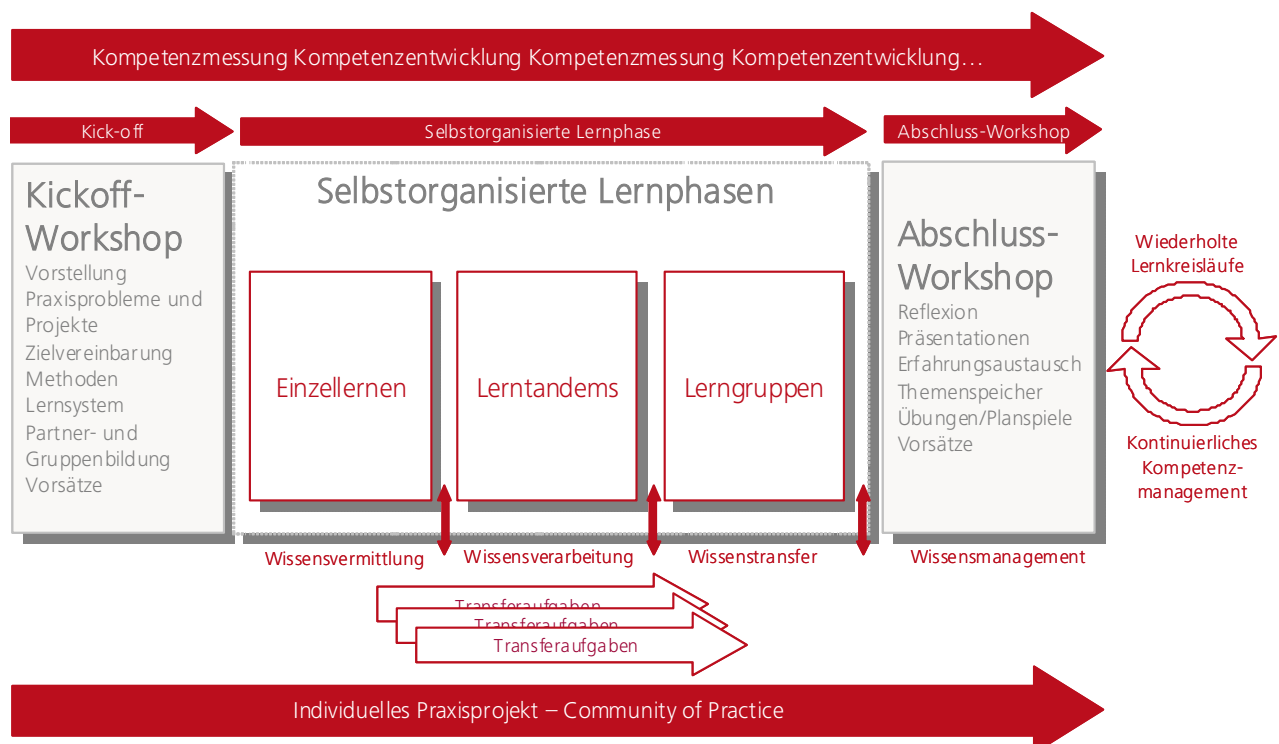 Kompetenzmessung Kompetenzentwicklung Kompetenzmessung Kompetenzentwicklung…
Kick-off
Selbstorganisierte Lernphase
Abschluss-Workshop
Kickoff-
Workshop
Vorstellung
Praxisprobleme und
Projekte
Zielvereinbarung
Methoden
Lernsystem
Partner- und
Gruppenbildung
Vorsätze
Selbstorganisierte Lernphasen
Einzellernen
Lerntandems
Lerngruppen
Abschluss-
Workshop
Reflexion
Präsentationen
Erfahrungsaustausch
Themenspeicher
Übungen/Planspiele
Vorsätze
Wiederholte
Lernkreisläufe
Kontinuierliches
Kompetenz-
management
Wissensvermittlung
Wissensverarbeitung
Wissenstransfer
Wissensmanagement
Transferaufgaben
Transferaufgaben
Transferaufgaben
Individuelles Praxisprojekt – Community of Practice